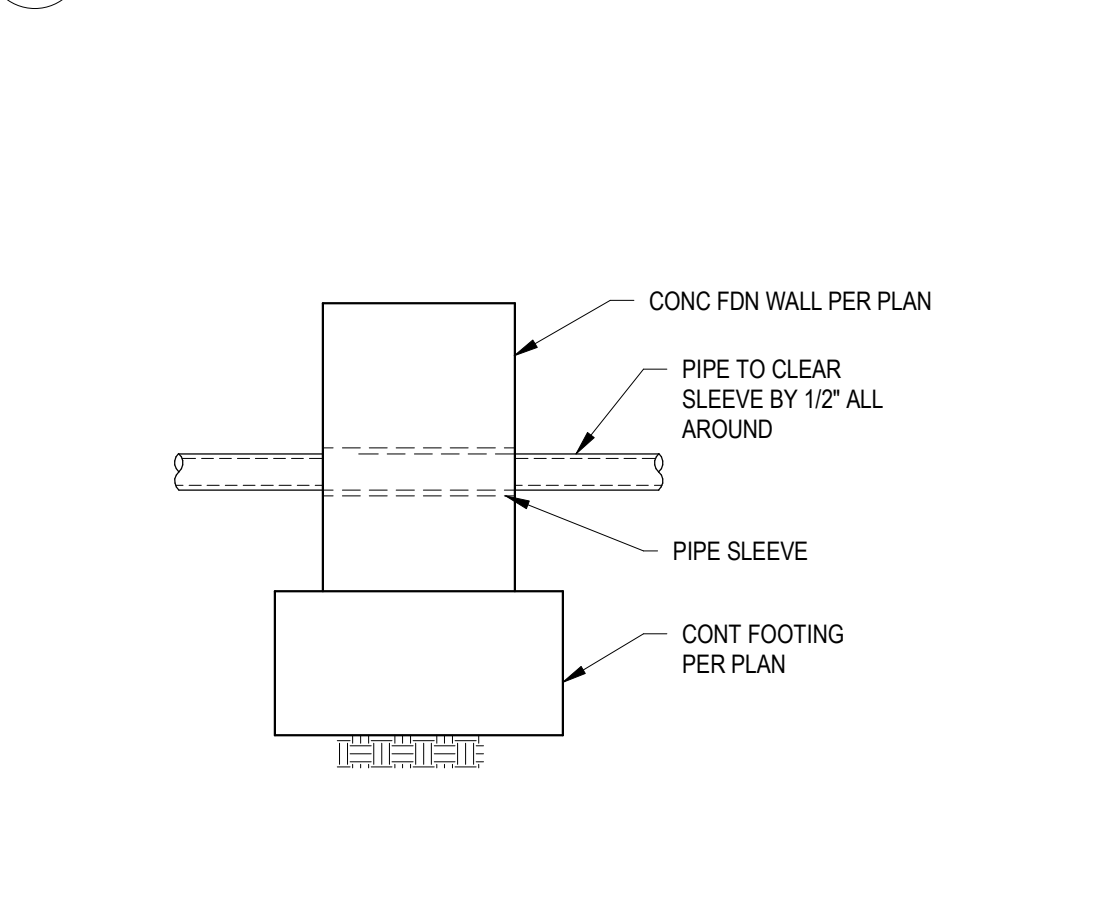 CONC FDN WALL PER PLAN
PIPE TO CLEAR
SLEEVE BY 1/2" ALL
AROUND
PIPE SLEEVE
CONT FOOTING
PER PLAN